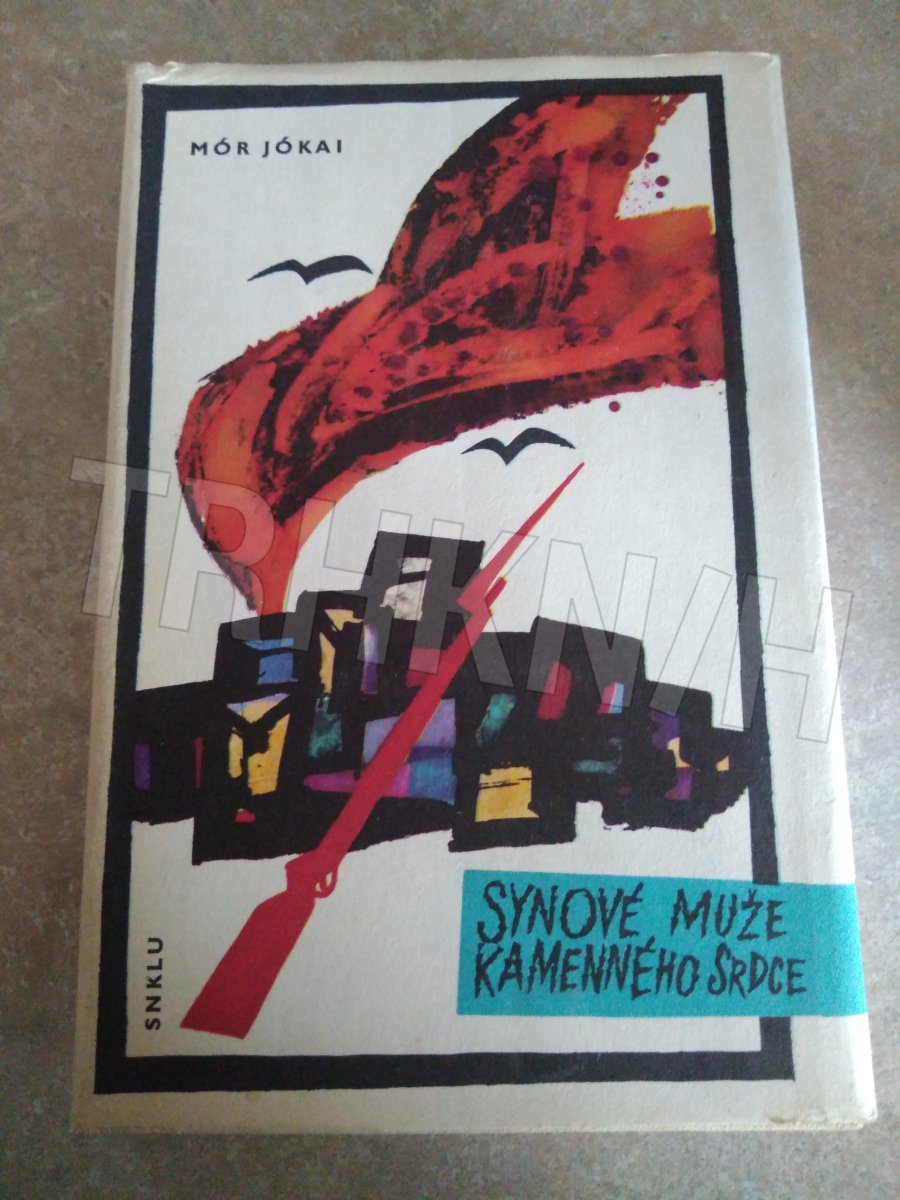 MÓR JÓKAI
TRHKNIH
SYNOVÉ MUŽE
KAMENNÉHO SRDCE
SNKLU